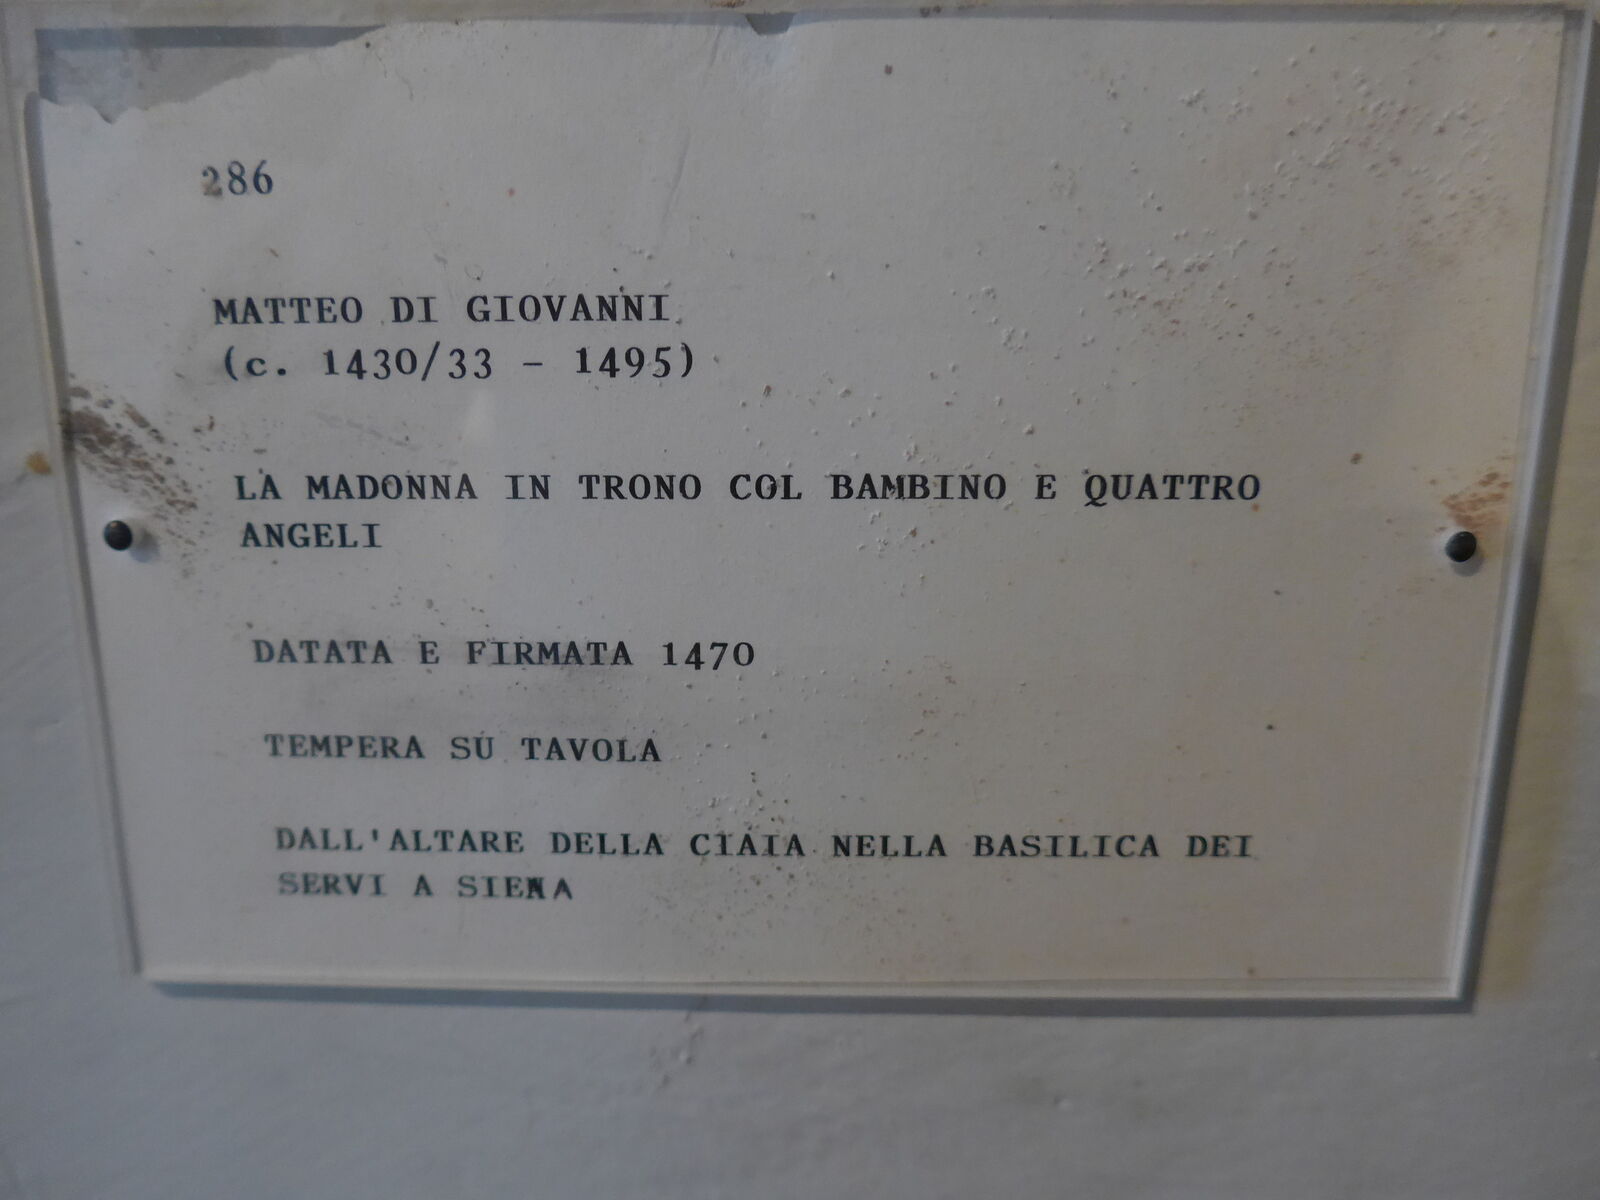 286
MATTEO DI GIOVANNI
(c. 1430/33 - 1495)
LA MADONNA IN TRONO COL BAMBINO E QUATTRO
ANGELI
DATATA E FIRMATA 1470
TEMPERA SU TAVOLA
DALL'ALTARE DELLA CIAIA NELLA BASILICA DEI
SERVI A SIENA